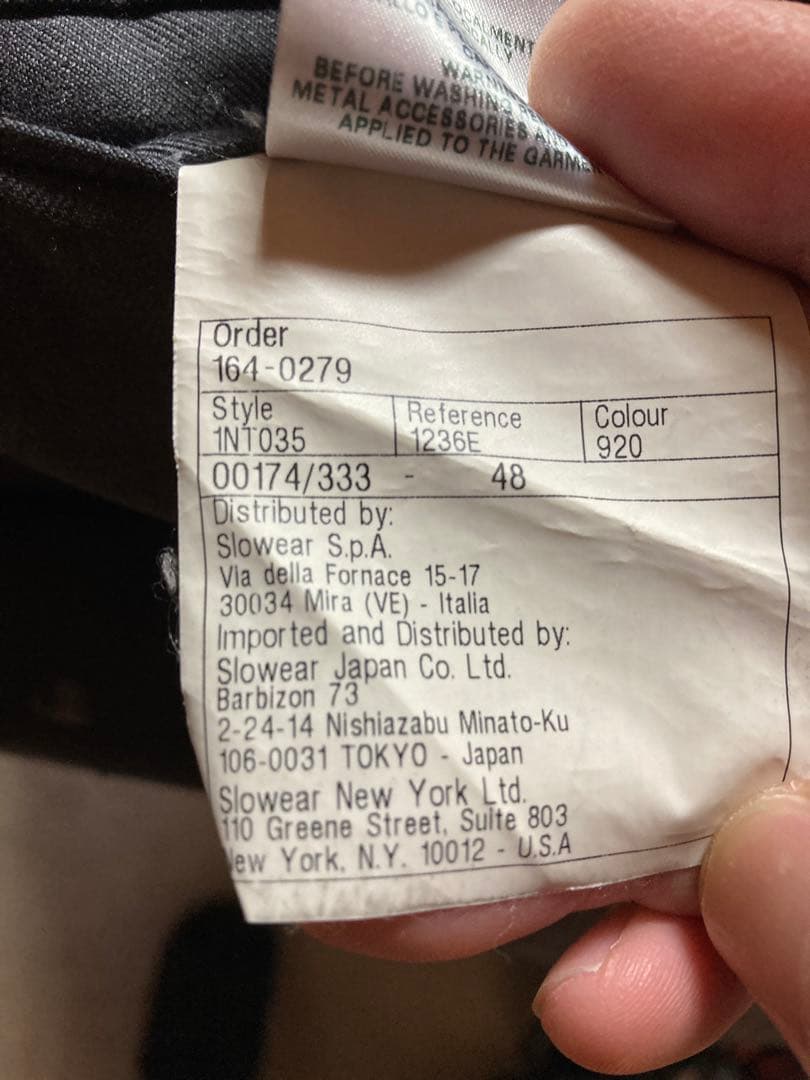 BEFORE WASHING
METAL ACCESSORIES AND
APPLIED TO THE
Order
164-0279
Style
1NT035
Reference
1236E
Colour
920
00174/333 - 48
Distributed by:
Slowear S.p.A.
Via della Fornace 15-17
30034 Mira (VE) - Italia
Imported and Distributed by:
Slowear Japan Co. Ltd.
Barbizon 73
2-24-14 Nishiazabu Minato-Ku
106-0031 TOKYO - Japan
Slowear New York Ltd.
110 Greene Street, Suite 803
New York, N.Y. 10012 - U.S.A